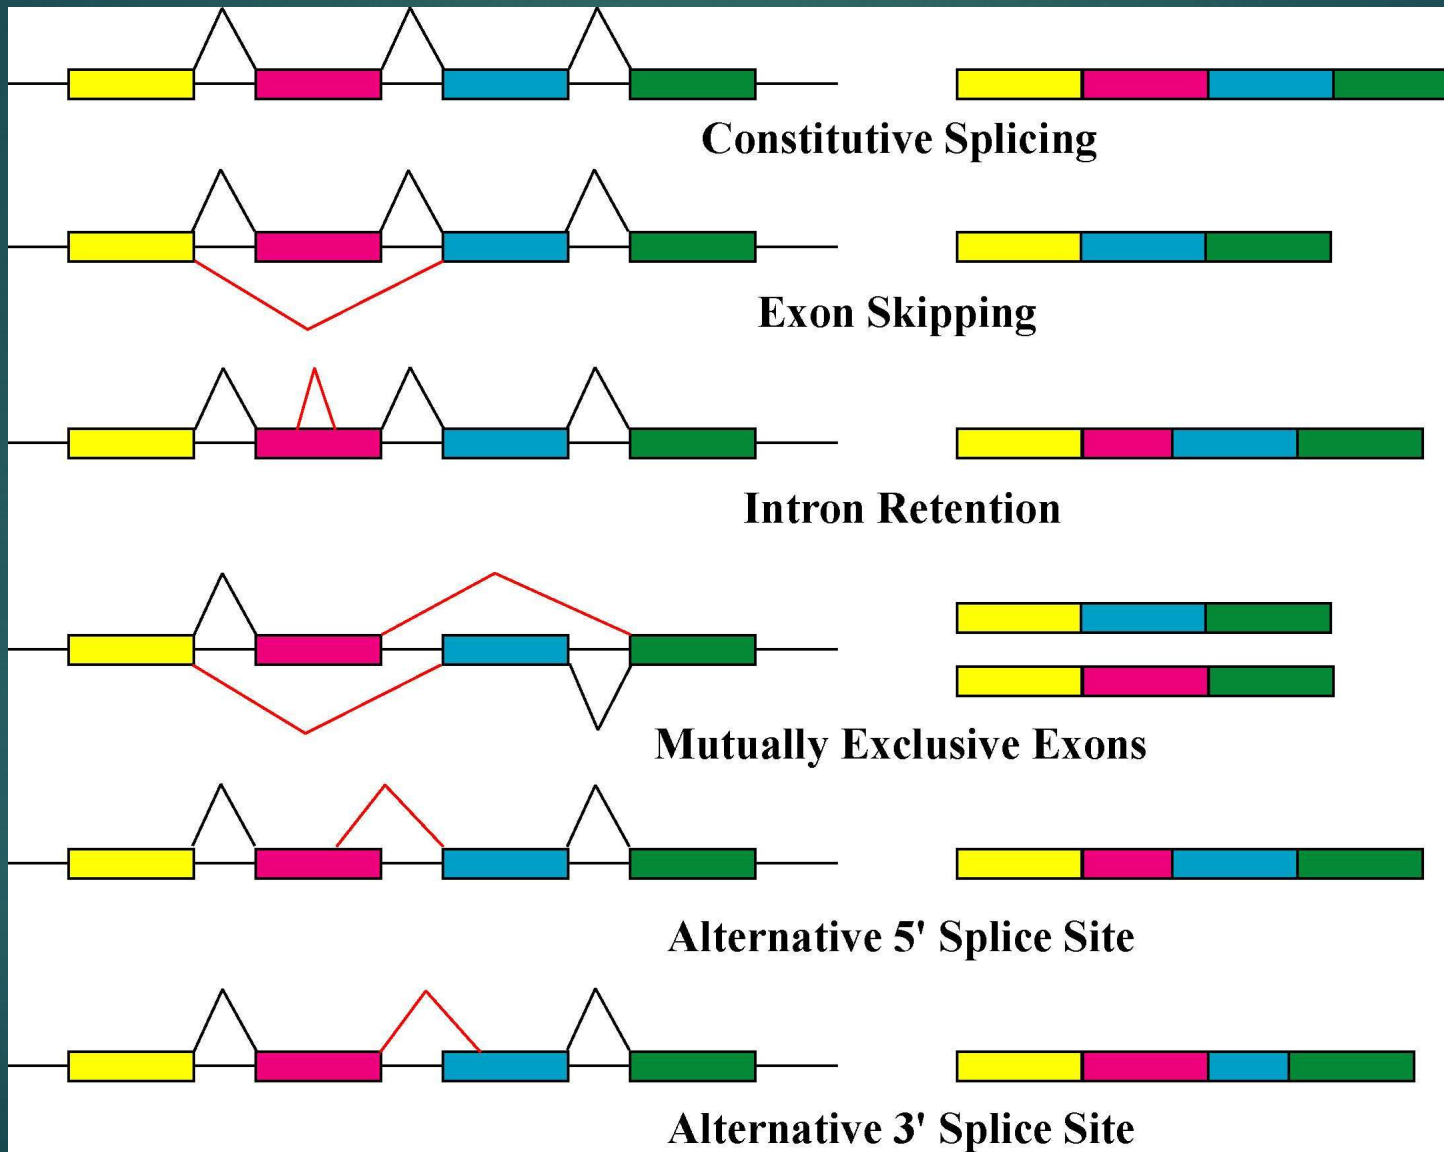 Constitutive Splicing
Exon Skipping
Intron Retention
Mutually Exclusive Exons
Alternative 5' Splice Site
Alternative 3' Splice Site